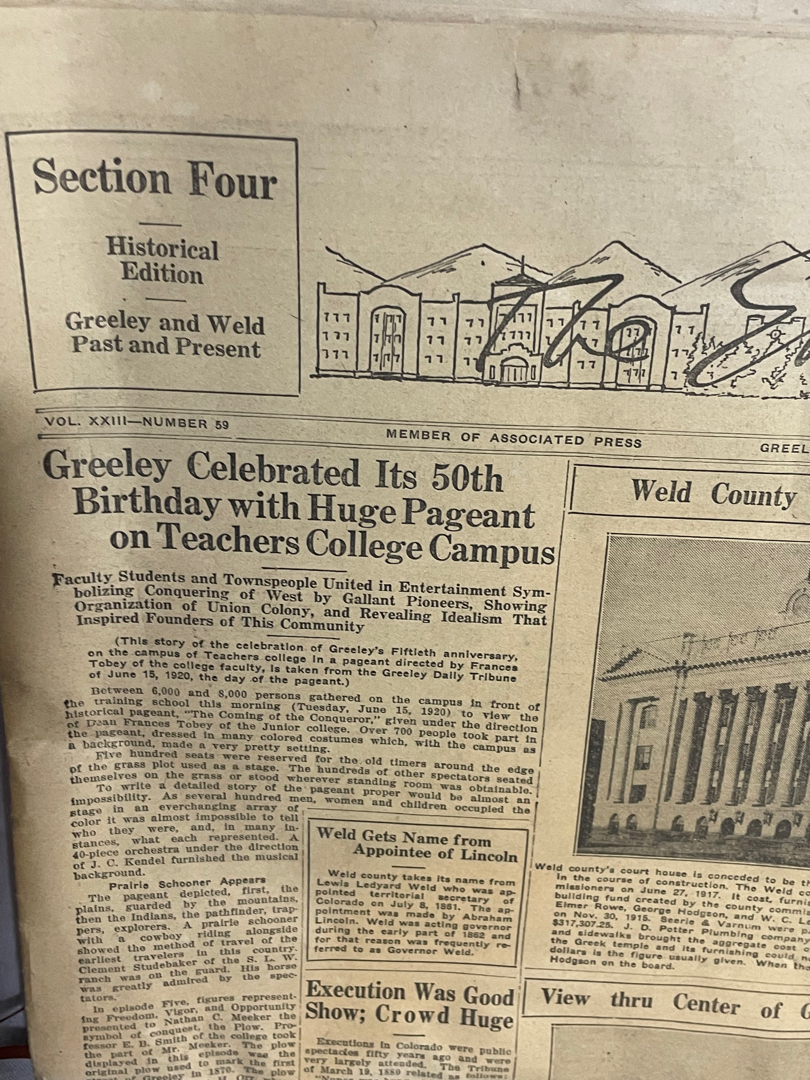 Section Four
Historical
Edition
Greeley and Weld
Past and Present
The
VOL. XXIII—NUMBER 59
MEMBER OF ASSOCIATED PRESS
GREEL
Greeley Celebrated Its 50th
Birthday with Huge Pageant
on Teachers College Campus
Faculty Students and Townspeople United in Entertainment Sym-
bolizing Conquering of West by Gallant Pioneers, Showing
Organization of Union Colony, and Revealing Idealism That
Inspired Founders of This Community
(This story of the celebration of Greeley's Fiftieth anniversary,
on the campus of Teachers college in a pageant directed by Frances
Tobey of the college faculty, is taken from the Greeley Daily Tribune
of June 15, 1920, the day of the pageant.)
Between 6,000 and 8,000 persons gathered on the campus in front of
the training school this morning (Tuesday, June 15, 1920) to view the
historical pageant, "The Coming of the Conqueror," given under the direction
of Dean Frances Tobey of the Junior college. Over 700 people took part in
the pageant, dressed in many colored costumes which, with the campus as
a background, made a very pretty setting.
Five hundred seats were reserved for the old timers around the edge
of the grass plot used as a stage. The hundreds of other spectators seated
themselves on the grass or stood wherever standing room was obtainable.
To write a detailed story of the pageant proper would be almost an
impossibility. As several hundred men, women and children occupied the
stage in an everchanging array of
color it was almost impossible to tell
who they were, and, in many in-
stances, what each represented. A
40-piece orchestra under the direction
of J. C. Kendel furnished the musical
background.
Prairie Schooner Appears
The pageant depicted, first, the
plains, guarded by the mountains,
then the Indians, the pathfinder, trap-
pers, explorers. A prairie schooner
with a cowboy riding alongside
showed the method of travel of the
earliest travelers in this country.
Clement Studebaker of the S. L. W.
ranch was on the guard. His horse
was greatly admired by the spec-
tators.
In episode Five, figures represent-
ing Freedom, Vigor, and Opportunity
presented to Nathan C. Meeker the
symbol of conquest, the Plow. Pro-
fessor E. B. Smith of the college took
the part of Mr. Meeker. The plow
displayed in this episode was the
original plow used to mark the first
of Greeley in 1870. The plow
Weld Gets Name from
Appointee of Lincoln
Weld county takes its name from
Lewis Ledyard Weld who was ap-
pointed territorial secretary of
Colorado on July 8, 1861. The ap-
pointment was made by Abraham
Lincoln. Weld was acting governor
during the early part of 1862 and
for that reason was frequently re-
ferred to as Governor Weld.
Execution Was Good
Show; Crowd Huge
Executions in Colorado were public
spectacles fifty years ago and were
very largely attended. The Tribune
of March 19, 1889 related as follows:
Weld County
Weld county's court house is conceded to be th
in the course of construction. The Weld co
missioners on June 27, 1917. It cost, furni
building fund created by the county commi
Elmer Rowe, George Hodgson, and W. C. Le
on Nov. 30, 1915. Seerie & Varnum were p
$317,307.25. J. D. Potter Plumbing company
and sidewalks brought the aggregate cost
the Greek temple and its furnishing could n
dollars is the figure usually given. When th
Hodgson on the board.
View thru Center of G